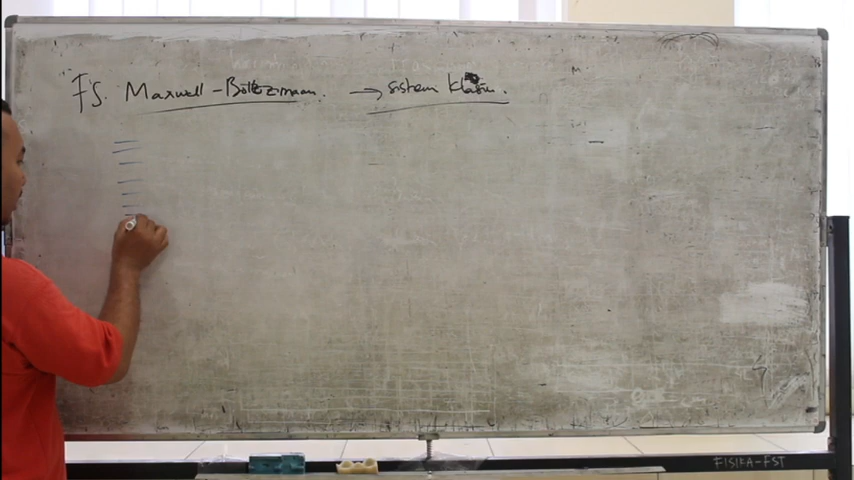 FS. Maxwell-Boltzmann. → sistem klasik.
FISIKA-FST